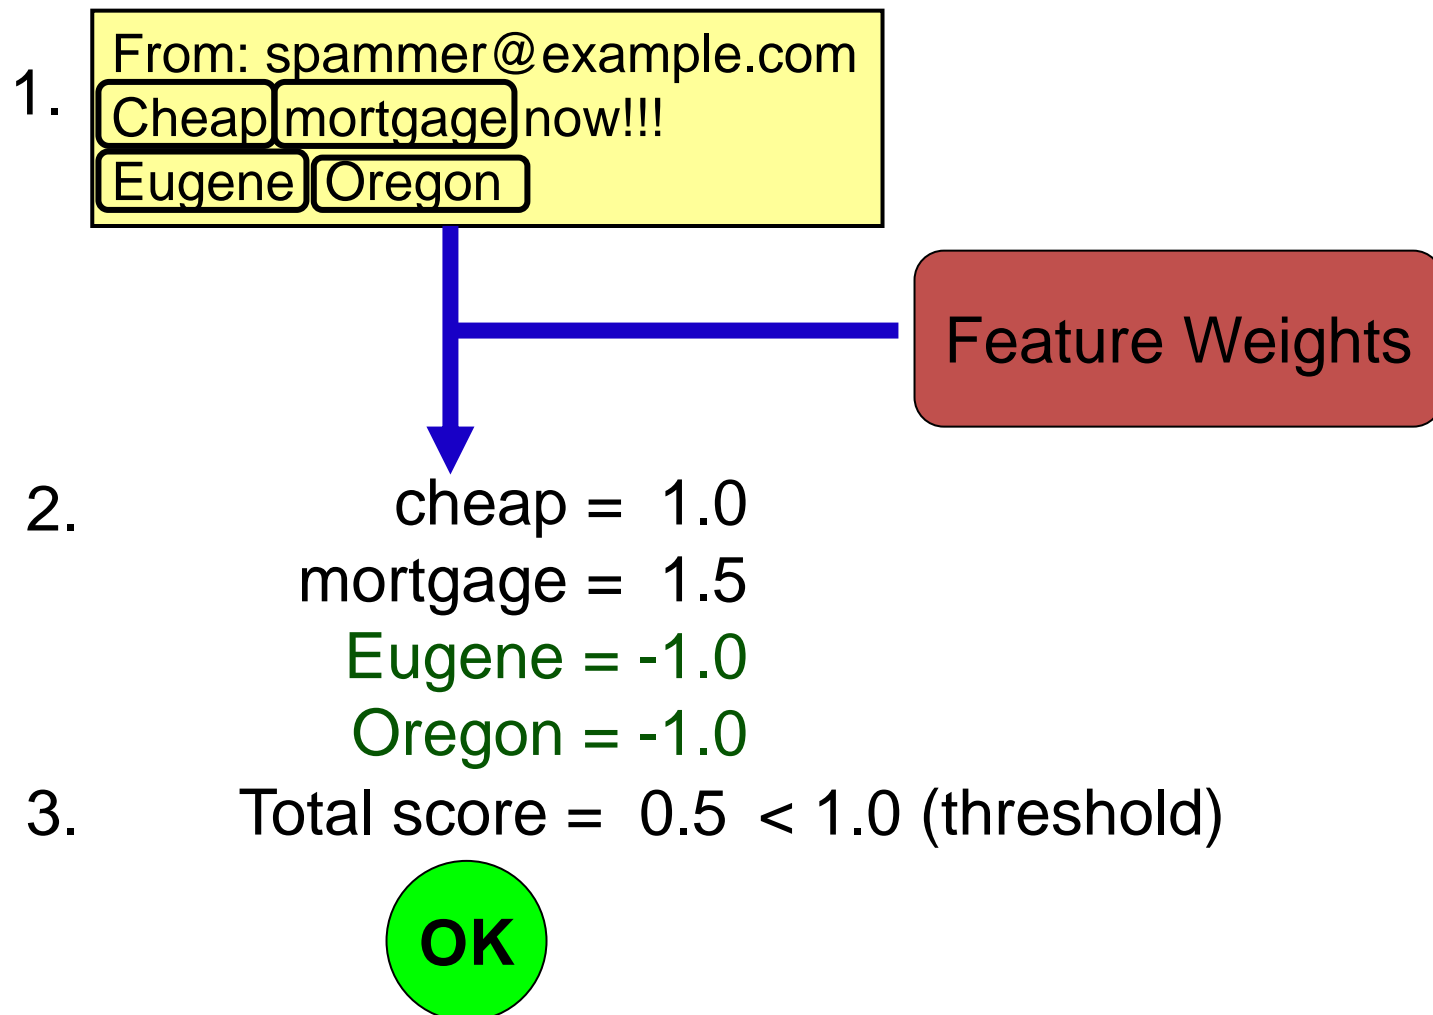 1.
From: spammer@example.com
Cheap mortgage now!!!
Eugene Oregon
Feature Weights
2. cheap = 1.0
mortgage = 1.5
Eugene = -1.0
Oregon = -1.0
3. Total score = 0.5 < 1.0 (threshold)
OK